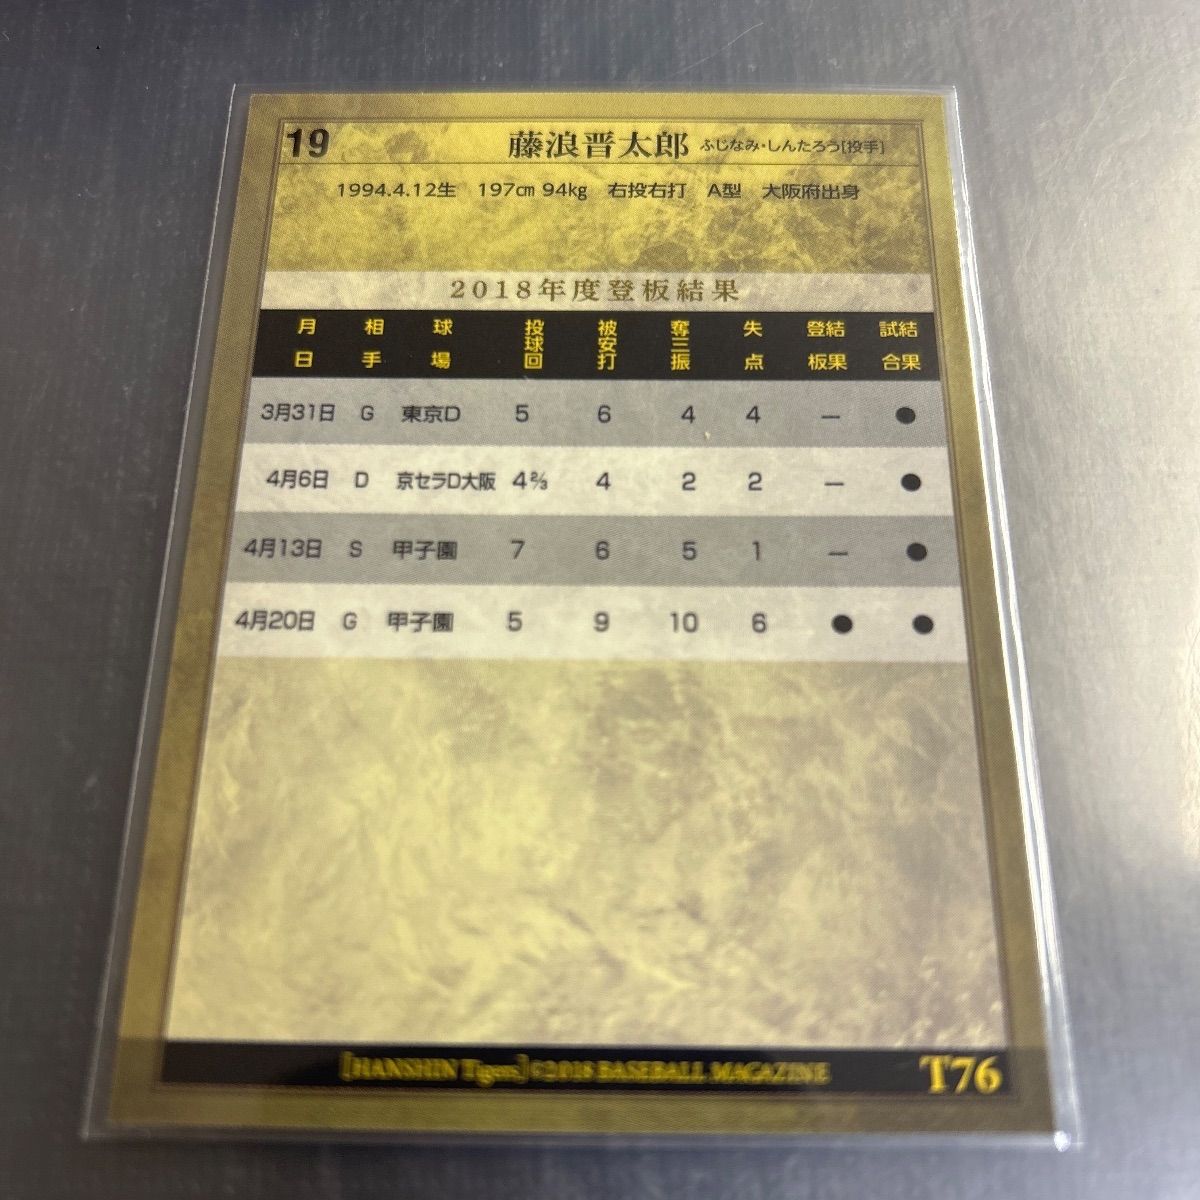 19 藤浪晋太郎 ふじなみ・しんたろう[投手]
1994.4.12生 197cm 94kg 右投右打 A型 大阪府出身
2018年度登板結果
月日 相手 球場 投球回 被安打 奪三振 失点 登板結果 試合結果
3月31日 G 東京D 5 6 4 4 — ●
4月6日 D 京セラD大阪 4 2/3 4 2 2 — ●
4月13日 S 甲子園 7 6 5 1 — ●
4月20日 G 甲子園 5 9 10 6 ● ●
[HANSHIN Tigers]©2018 BASEBALL MAGAZINE T76